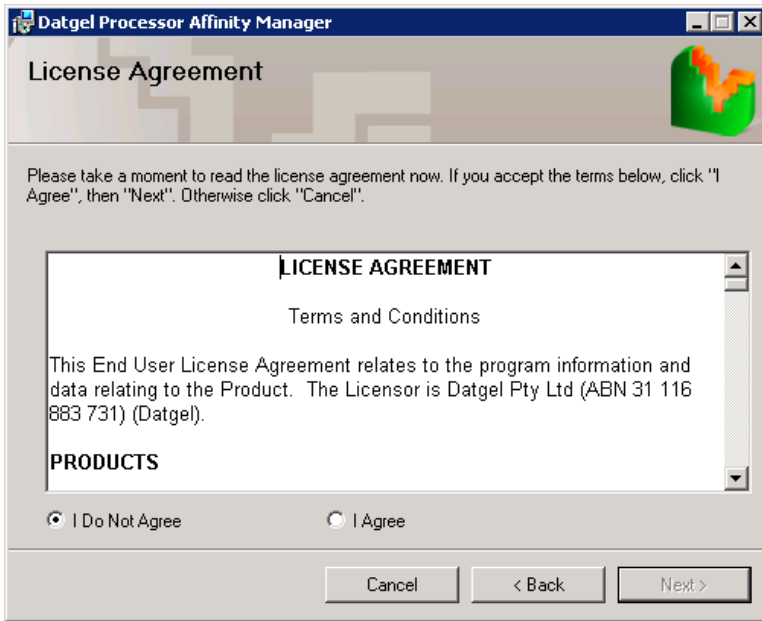 Datgel Processor Affinity Manager
License Agreement
Please take a moment to read the license agreement now. If you accept the terms below, click "I
Agree", then "Next". Otherwise click "Cancel".
LICENSE AGREEMENT
Terms and Conditions
This End User License Agreement relates to the program information and
data relating to the Product.  The Licensor is Datgel Pty Ltd (ABN 31 116
883 731) (Datgel).
PRODUCTS
I Do Not Agree
I Agree
Cancel
< Back
Next >